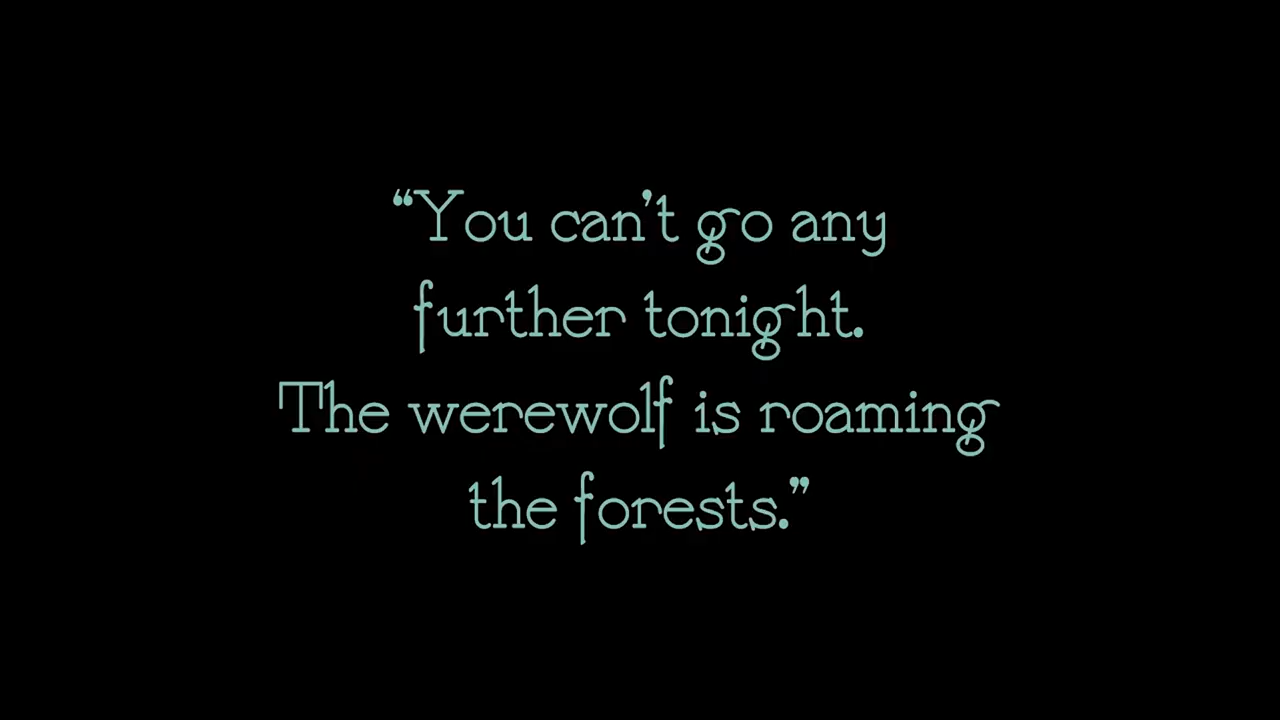 “You can’t go any
further tonight.
The werewolf is roaming
the forests.”